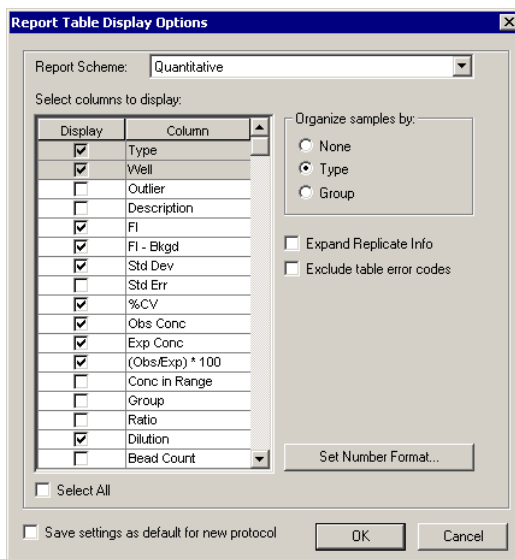 Report Table Display Options
Report Scheme: Quantitative
Select columns to display:
Display Column
Type
Well
Outlier
Description
FI
FI - Bkgd
Std Dev
Std Err
%CV
Obs Conc
Exp Conc
(Obs/Exp) * 100
Conc in Range
Group
Ratio
Dilution
Bead Count
Select All
Organize samples by:
None
Type
Group
Expand Replicate Info
Exclude table error codes
Set Number Format...
Save settings as default for new protocol
OK Cancel